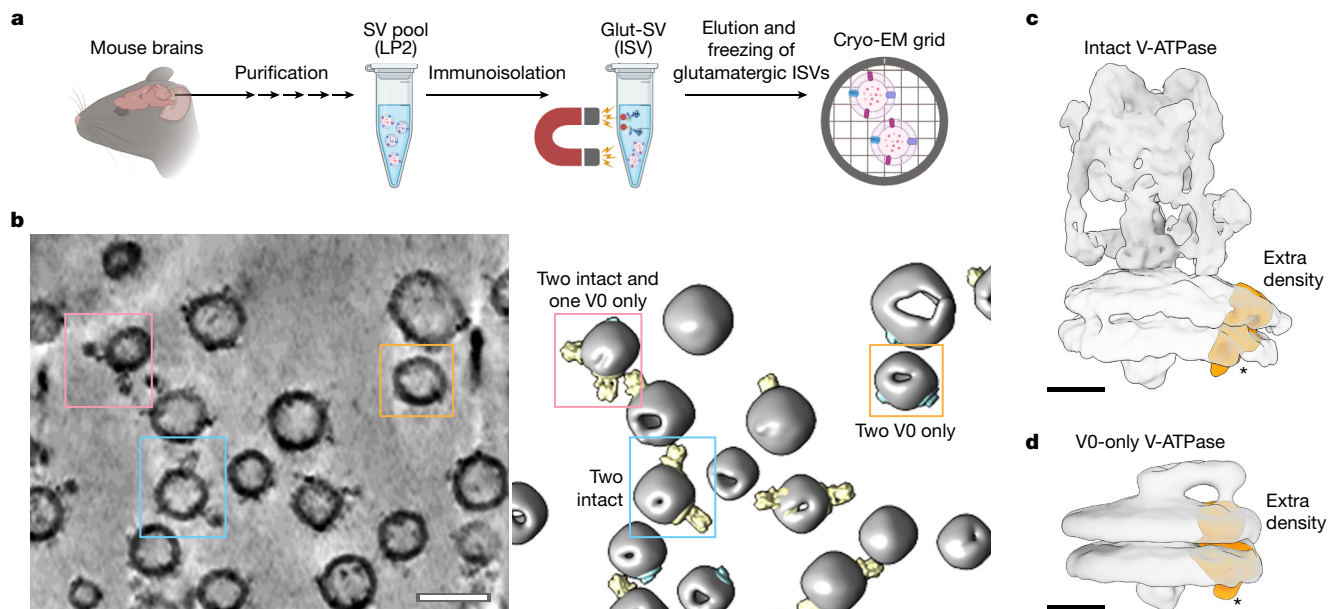 a
Mouse brains
Purification
SV pool
(LP2)
Immunoisolation
Glut-SV
(ISV)
Elution and
freezing of
glutamatergic ISVs
Cryo-EM grid
b
Two intact and
one V0 only
Two V0 only
Two
intact
c
Intact V-ATPase
Extra
density
*
d
V0-only V-ATPase
Extra
density
*